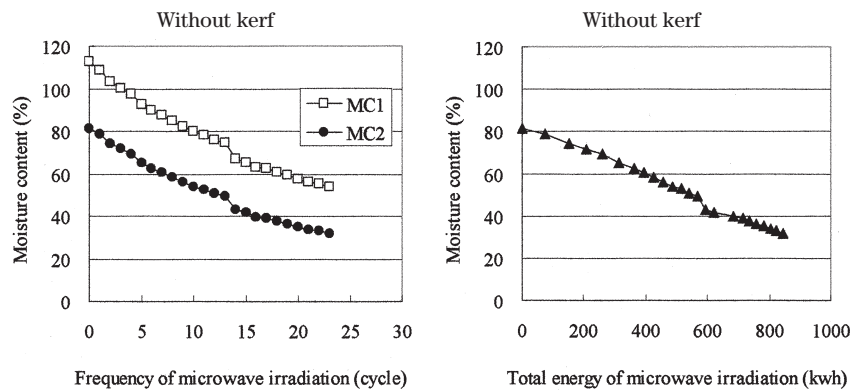 Without kerf
120
100
80
60
40
20
0
Moisture content (%)
MC1
MC2
0 5 10 15 20 25 30
Frequency of microwave irradiation (cycle)
Without kerf
120
100
80
60
40
20
0
Moisture content (%)
0 200 400 600 800 1000
Total energy of microwave irradiation (kwh)